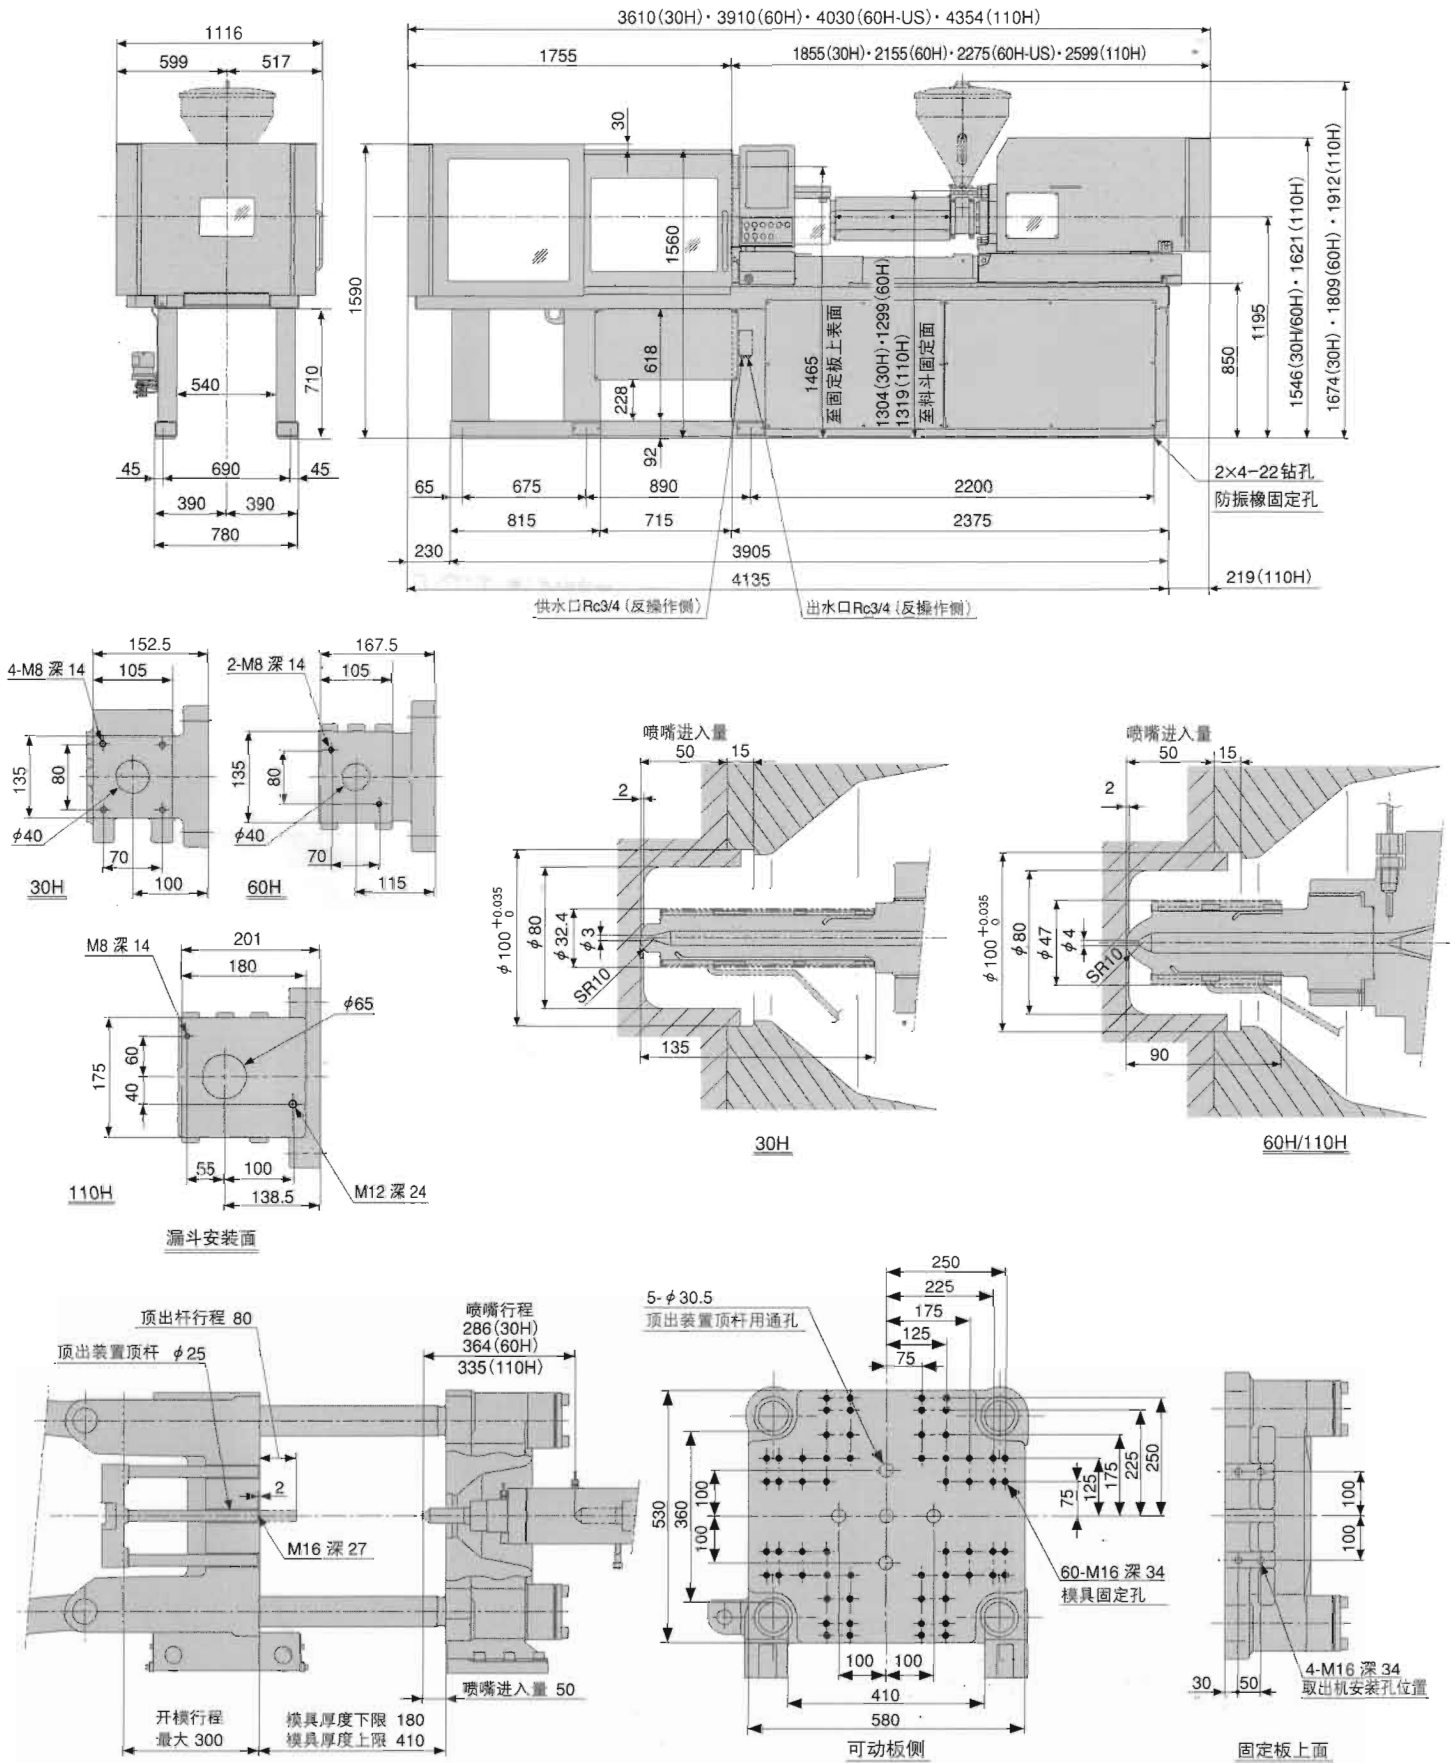 3610(30H)・3910(60H)・4030(60H-US)・4354(110H)
1116
599
517
1755
1855(30H)・2155(60H)・2275(60H-US)・2599(110H)
30
1590
1560
618
228
92
1465
至固定板上表面
1304(30H)・1299(60H)
1319(110H)
至料斗固定面
850
1195
1546(30H/60H)・1621(110H)
1674(30H)・1809(60H)・1912(110H)
540
710
45
690
45
390
390
780
65
675
890
2200
2×4-22钻孔
防振橡固定孔
815
715
2375
230
3905
4135
219(110H)
供水口Rc3/4(反操作侧)
出水口Rc3/4(反操作侧)
152.5
4-M8 深 14
105
135
80
φ40
70
100
30H
167.5
2-M8 深 14
105
135
80
φ40
70
115
60H
201
M8 深 14
180
φ65
175
60
40
55
100
138.5
M12 深 24
110H
漏斗安装面
喷嘴进入量
50
15
2
φ100 +0.035 0
φ80
φ32.4
φ3
SR10
135
30H
喷嘴进入量
50
15
2
φ100 +0.035 0
φ80
φ47
φ4
SR10
90
60H/110H
顶出杆行程 80
顶出装置顶杆 φ25
喷嘴行程
286(30H)
364(60H)
335(110H)
2
M16 深 27
喷嘴进入量 50
开模行程
最大 300
模具厚度下限 180
模具厚度上限 410
5-φ30.5
顶出装置顶杆用通孔
250
225
175
125
75
530
360
100
100
75
125
175
225
250
60-M16 深 34
模具固定孔
100
100
410
580
可动板侧
100
100
30
50
4-M16 深 34
取出机安装孔位置
固定板上面